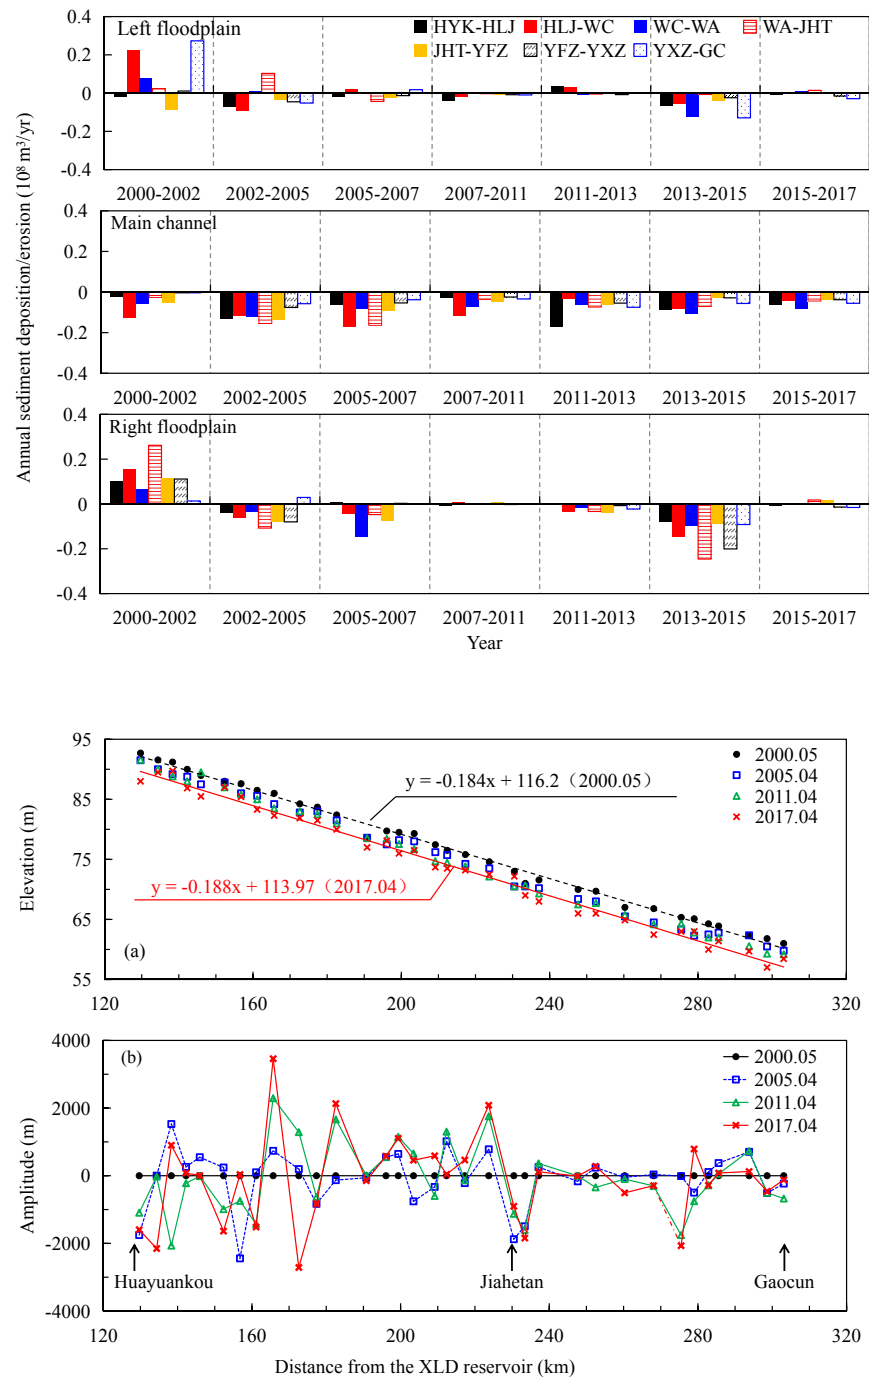 Left floodplain
HYK-HLJ HLJ-WC WC-WA WA-JHT
JHT-YFZ YFZ-YXZ YXZ-GC
0.4
0.2
0
-0.2
-0.4
2000-2002 2002-2005 2005-2007 2007-2011 2011-2013 2013-2015 2015-2017
Main channel
0.4
0.2
0
-0.2
-0.4
2000-2002 2002-2005 2005-2007 2007-2011 2011-2013 2013-2015 2015-2017
Right floodplain
0.4
0.2
0
-0.2
-0.4
2000-2002 2002-2005 2005-2007 2007-2011 2011-2013 2013-2015 2015-2017
Year
Annual sediment deposition/erosion (10⁸ m³/yr)
95
85
75
65
55
Elevation (m)
2000.05
2005.04
2011.04
2017.04
y = -0.184x + 116.2（2000.05）
y = -0.188x + 113.97（2017.04）
(a)
120 160 200 240 280 320
4000
2000
0
-2000
-4000
Amplitude (m)
(b)
2000.05
2005.04
2011.04
2017.04
Huayuankou Jiahetan Gaocun
120 160 200 240 280 320
Distance from the XLD reservoir (km)